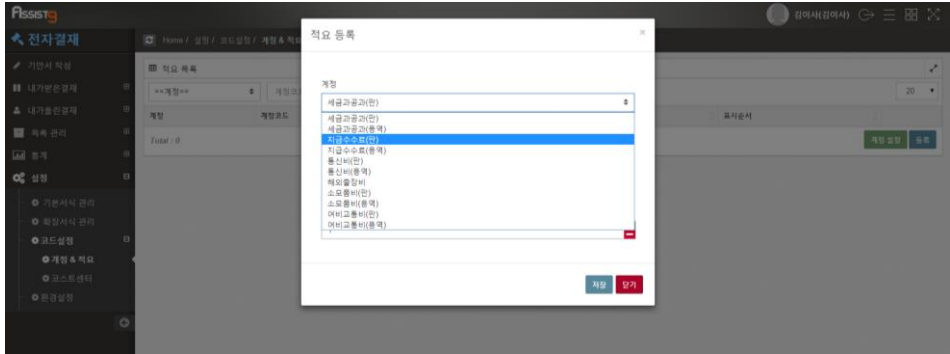 Assist9
김이사(김이사)
전자결재
Home / 설정 / 코드설정 / 계정 & 적요
기안서 작성
내가받은결재
내가올린결재
목록 관리
통계
설정
기본서식 관리
확장서식 관리
코드설정
계정 & 적요
코스트센터
환경설정
적요 목록
==계정==
20
계정
계정코드
표시순서
Total : 0
계정 설정
등록
적요 등록
×
계정
세금과공과(판)
세금과공과(판)
세금과공과(용역)
지급수수료(판)
지급수수료(용역)
통신비(판)
통신비(용역)
해외출장비
소모품비(판)
소모품비(용역)
여비교통비(판)
여비교통비(용역)
저장
닫기